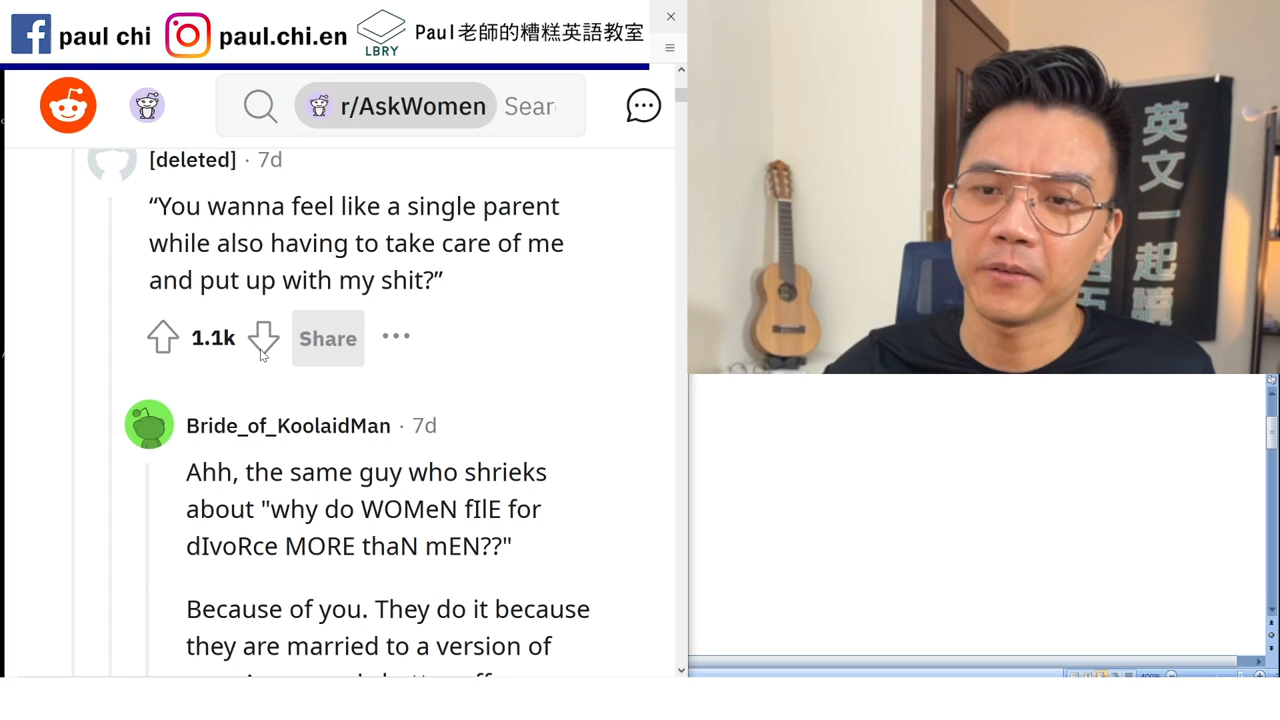 paul chi
paul.chi.en
LBRY
Paul老師的糟糕英語教室
r/AskWomen
Sear
[deleted] · 7d
“You wanna feel like a single parent
while also having to take care of me
and put up with my shit?”
1.1k
Share
Bride_of_KoolaidMan · 7d
Ahh, the same guy who shrieks
about "why do WOMeN fIlE for
dIvoRce MORE thaN mEN??"
Because of you. They do it because
they are married to a version of
英文一起讀
400%